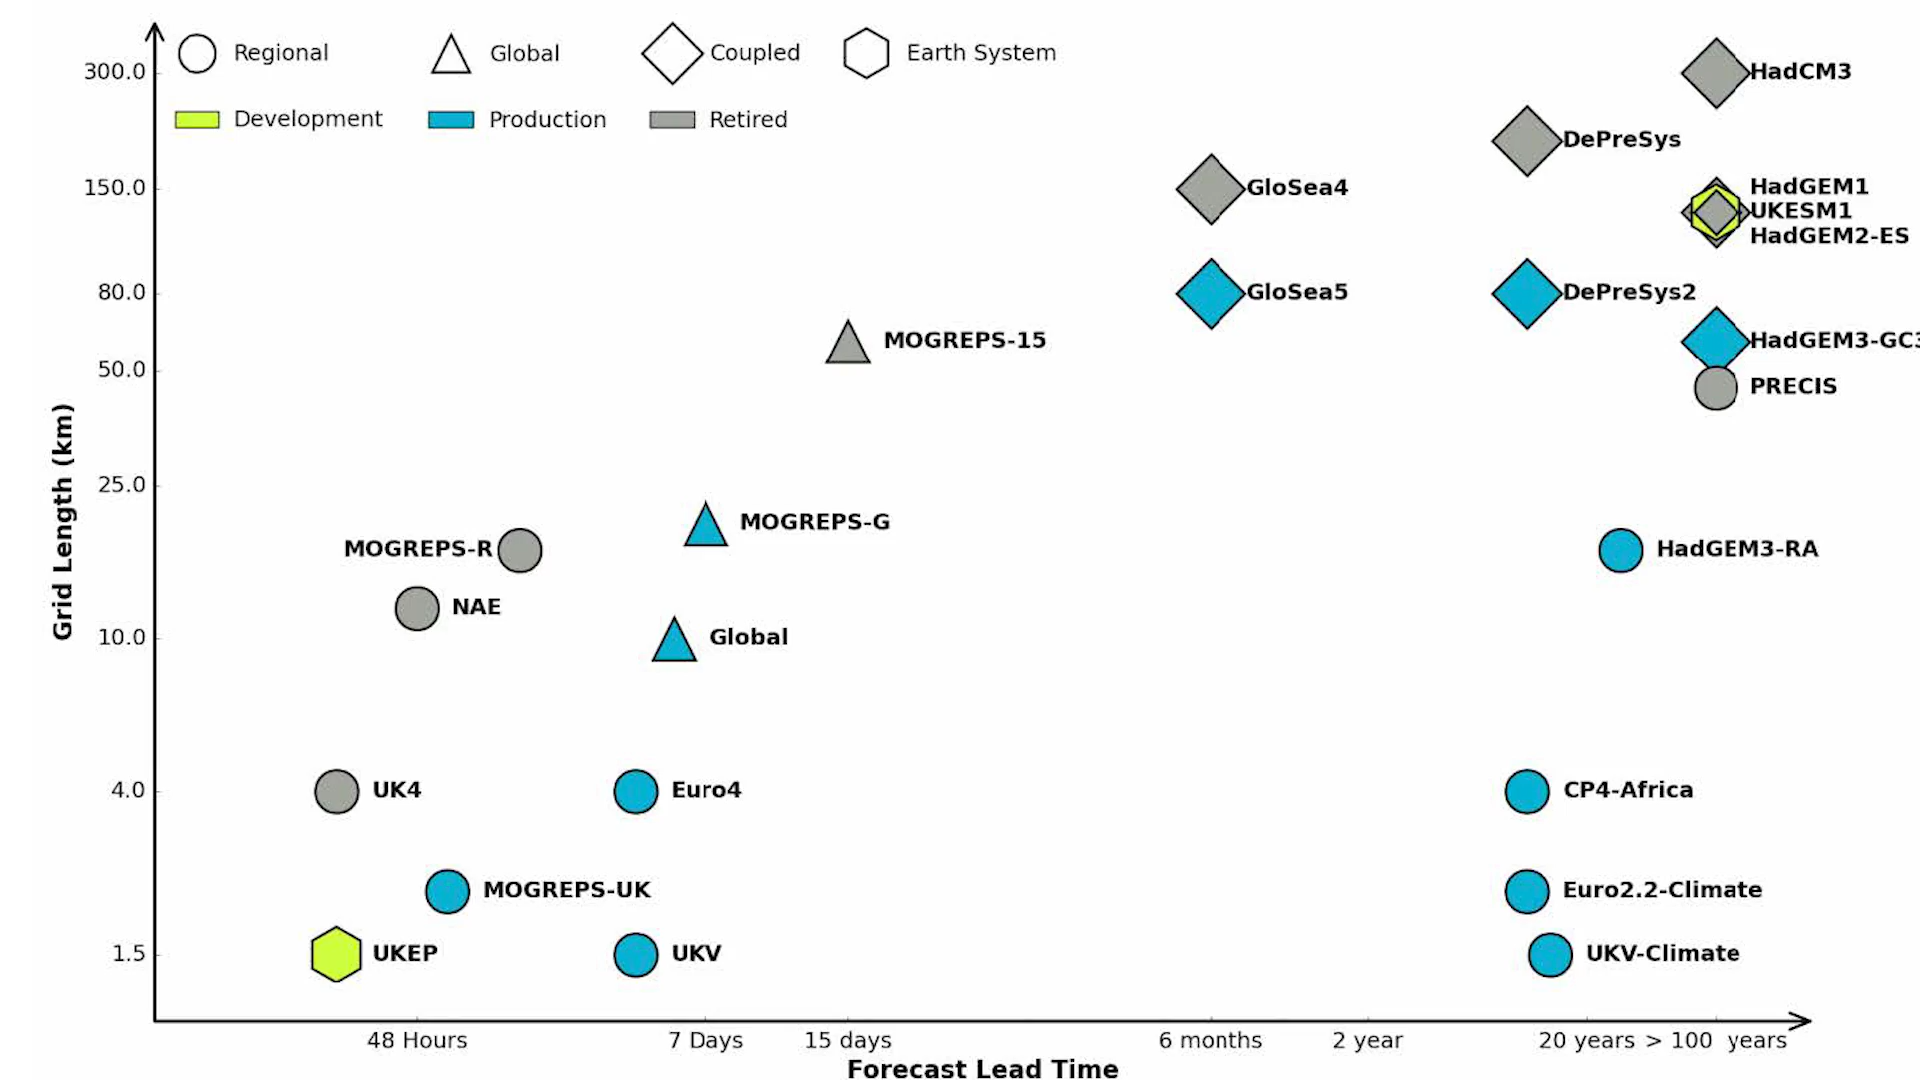 Regional
Global
Coupled
Earth System
Development
Production
Retired
300.0
150.0
80.0
50.0
25.0
10.0
4.0
1.5
Grid Length (km)
HadCM3
DePreSys
GloSea4
HadGEM1
UKESM1
HadGEM2-ES
GloSea5
DePreSys2
MOGREPS-15
HadGEM3-GC3
PRECIS
MOGREPS-G
MOGREPS-R
HadGEM3-RA
NAE
Global
UK4
Euro4
CP4-Africa
MOGREPS-UK
Euro2.2-Climate
UKEP
UKV
UKV-Climate
48 Hours
7 Days
15 days
6 months
2 year
20 years
> 100 years
Forecast Lead Time